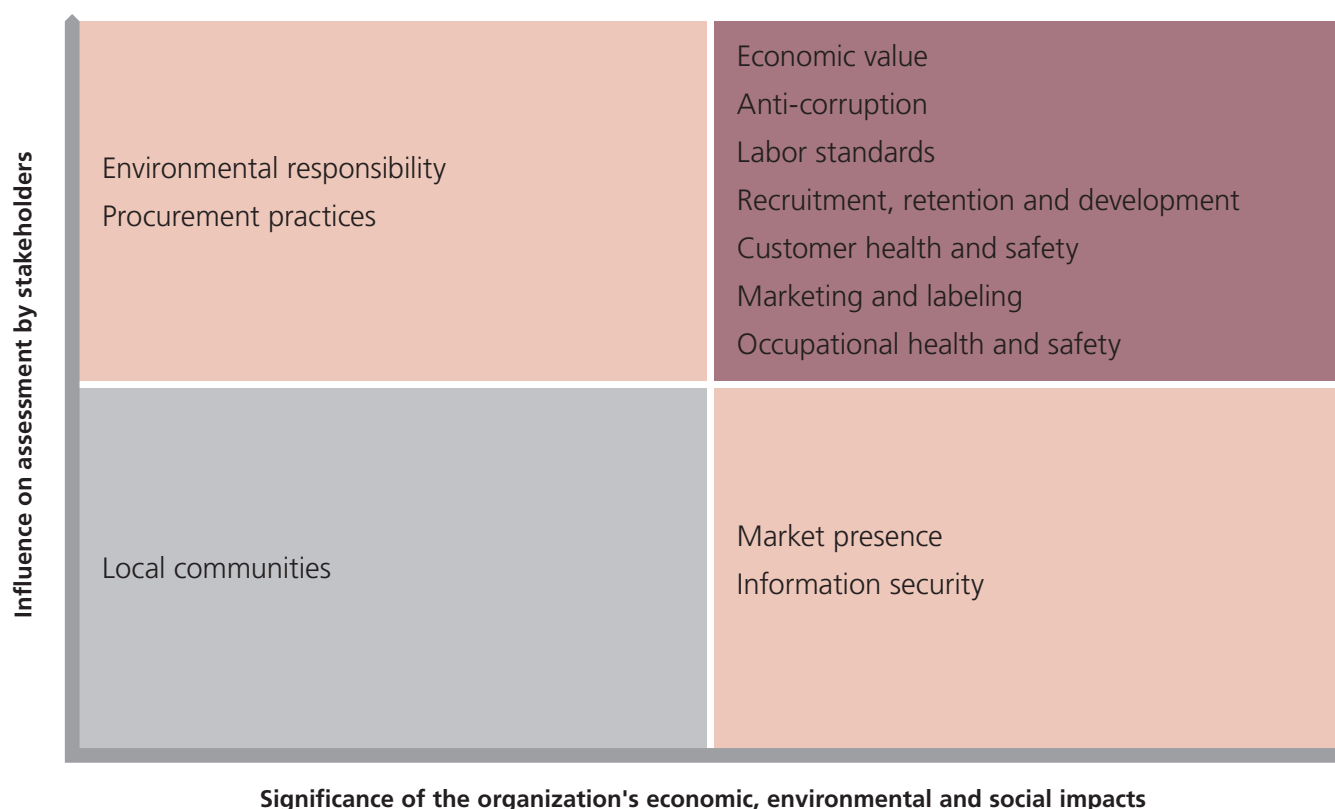 Influence on assessment by stakeholders
Environmental responsibility
Procurement practices
Economic value
Anti-corruption
Labor standards
Recruitment, retention and development
Customer health and safety
Marketing and labeling
Occupational health and safety
Local communities
Market presence
Information security
Significance of the organization's economic, environmental and social impacts